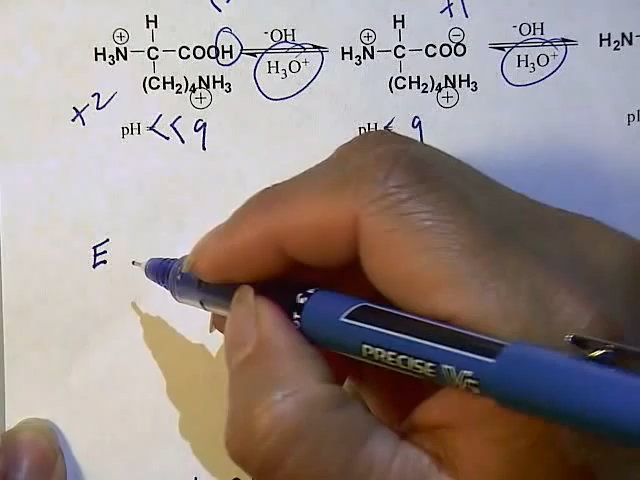 H H
⊕ ⊕ ⊖
H₃N–C–COOH ⁻OH H₃O⁺ H₃N–C–COO ⁻OH H₃O⁺ H₂N–
(CH₂)₄NH₃ (CH₂)₄NH₃
⊕ ⊕
+2 pH << 9 pH < 9
E
PRECISE V5